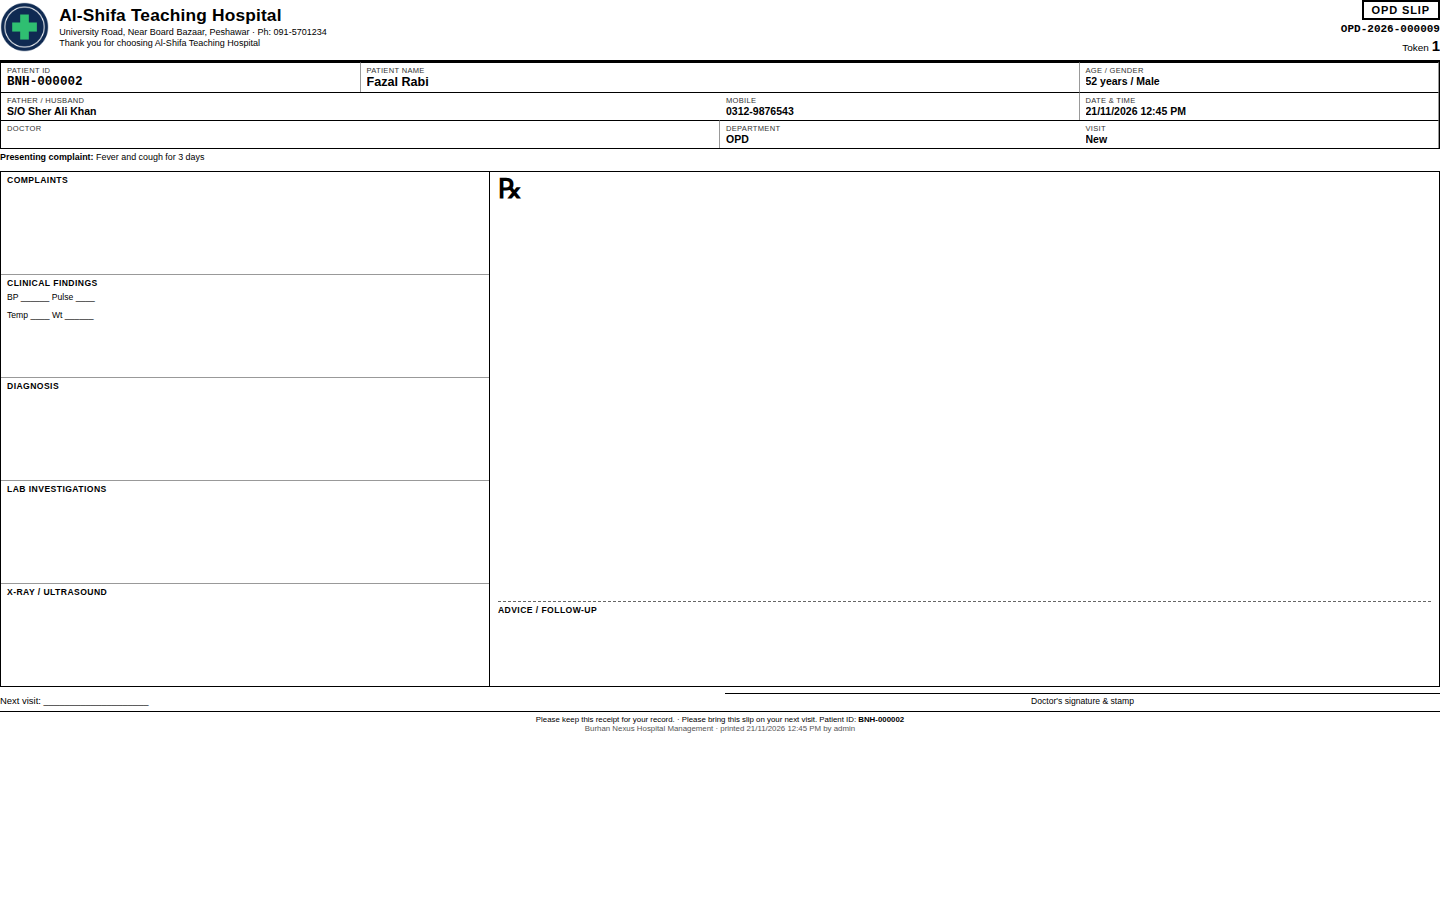 Al-Shifa Teaching Hospital
University Road, Near Board Bazaar, Peshawar · Ph: 091-5701234
Thank you for choosing Al-Shifa Teaching Hospital
OPD SLIP
OPD-2026-000009
Token 1
PATIENT ID
BNH-000002
PATIENT NAME
Fazal Rabi
AGE / GENDER
52 years / Male
FATHER / HUSBAND
S/O Sher Ali Khan
MOBILE
0312-9876543
DATE & TIME
21/11/2026 12:45 PM
DOCTOR
DEPARTMENT
OPD
VISIT
New
Presenting complaint: Fever and cough for 3 days
COMPLAINTS
CLINICAL FINDINGS
BP ______ Pulse ____
Temp ____ Wt ______
DIAGNOSIS
LAB INVESTIGATIONS
X-RAY / ULTRASOUND
℞
ADVICE / FOLLOW-UP
Next visit: ____________________
Doctor's signature & stamp
Please keep this receipt for your record. · Please bring this slip on your next visit. Patient ID: BNH-000002
Burhan Nexus Hospital Management · printed 21/11/2026 12:45 PM by admin